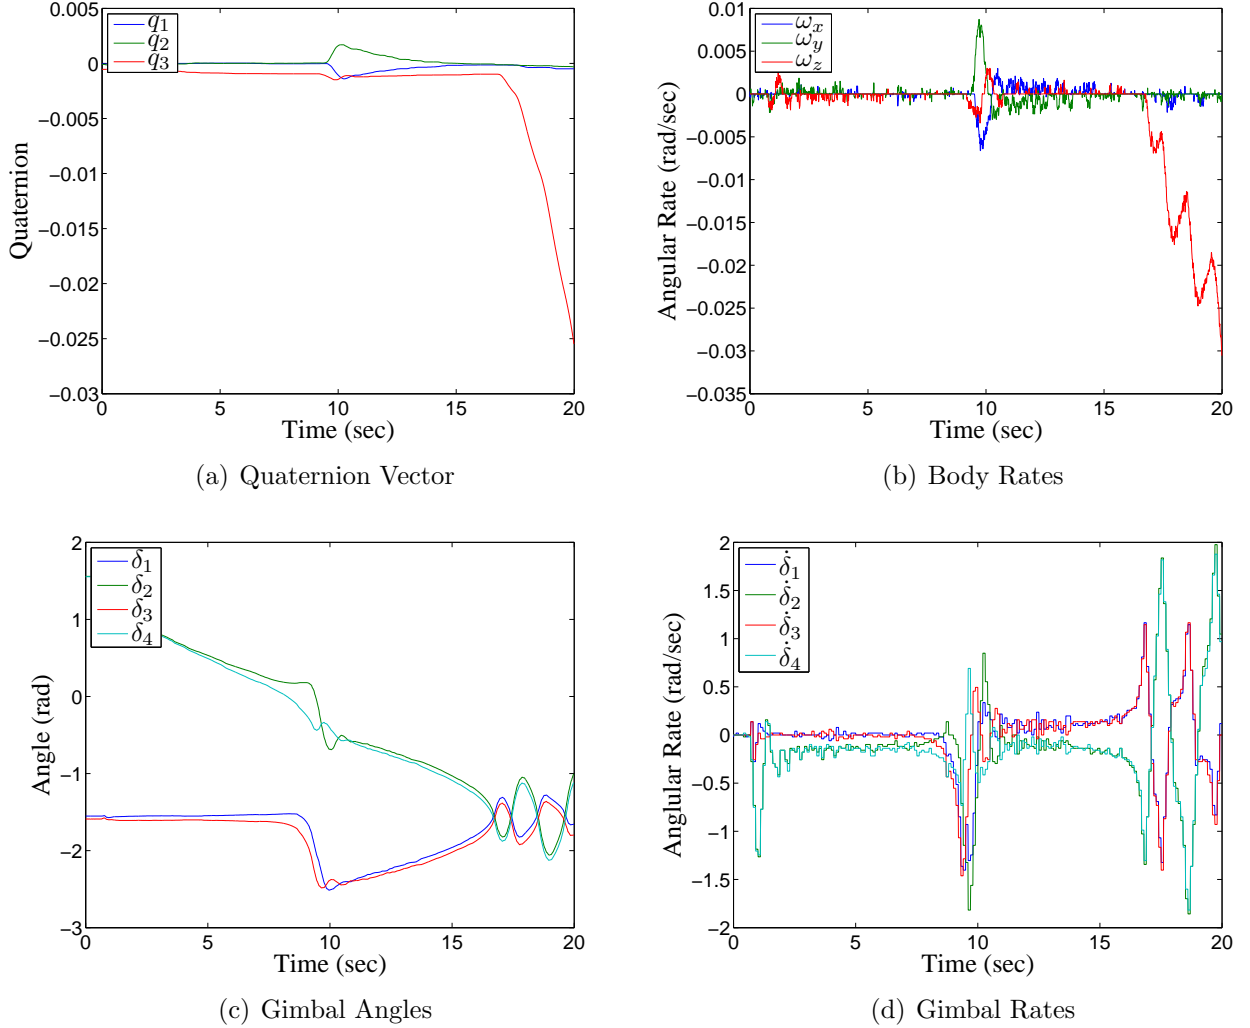 0.005
0
−0.005
−0.01
−0.015
−0.02
−0.025
−0.03
Quaternion
q1
q2
q3
0 5 10 15 20
Time (sec)
(a) Quaternion Vector
0.01
0.005
0
−0.005
−0.01
−0.015
−0.02
−0.025
−0.03
−0.035
Angular Rate (rad/sec)
ωx
ωy
ωz
0 5 10 15 20
Time (sec)
(b) Body Rates
2
1
0
−1
−2
−3
Angle (rad)
δ1
δ2
δ3
δ4
0 5 10 15 20
Time (sec)
(c) Gimbal Angles
2
1.5
1
0.5
0
−0.5
−1
−1.5
−2
Anglular Rate (rad/sec)
δ̇1
δ̇2
δ̇3
δ̇4
0 5 10 15 20
Time (sec)
(d) Gimbal Rates